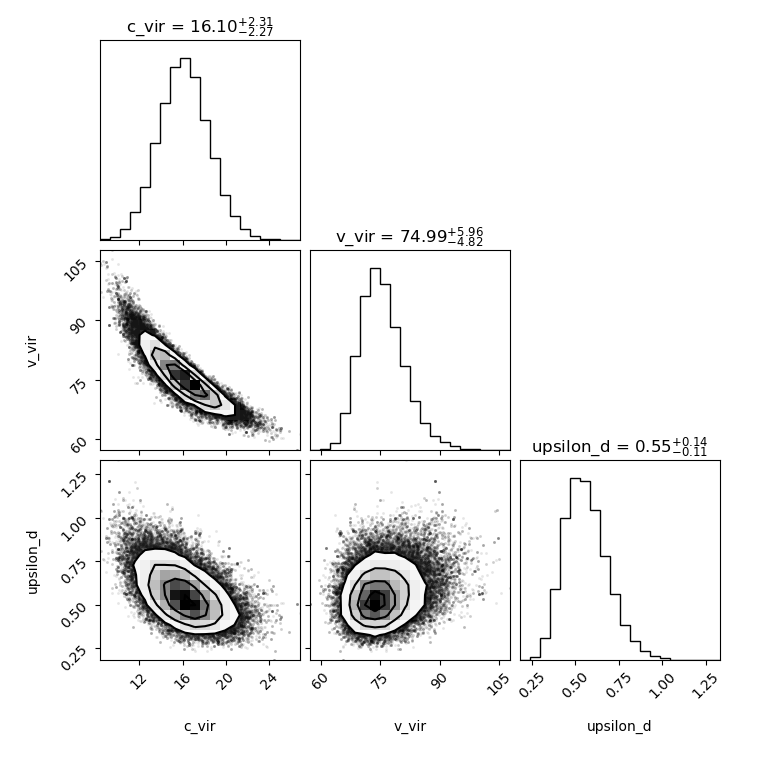 c_vir = 16.10+2.31−2.27
v_vir = 74.99+5.96−4.82
105
90
75
60
v_vir
upsilon_d = 0.55+0.14−0.11
1.25
1.00
0.75
0.50
0.25
upsilon_d
12 16 20 24
60 75 90 105
0.25 0.50 0.75 1.00 1.25
c_vir v_vir upsilon_d